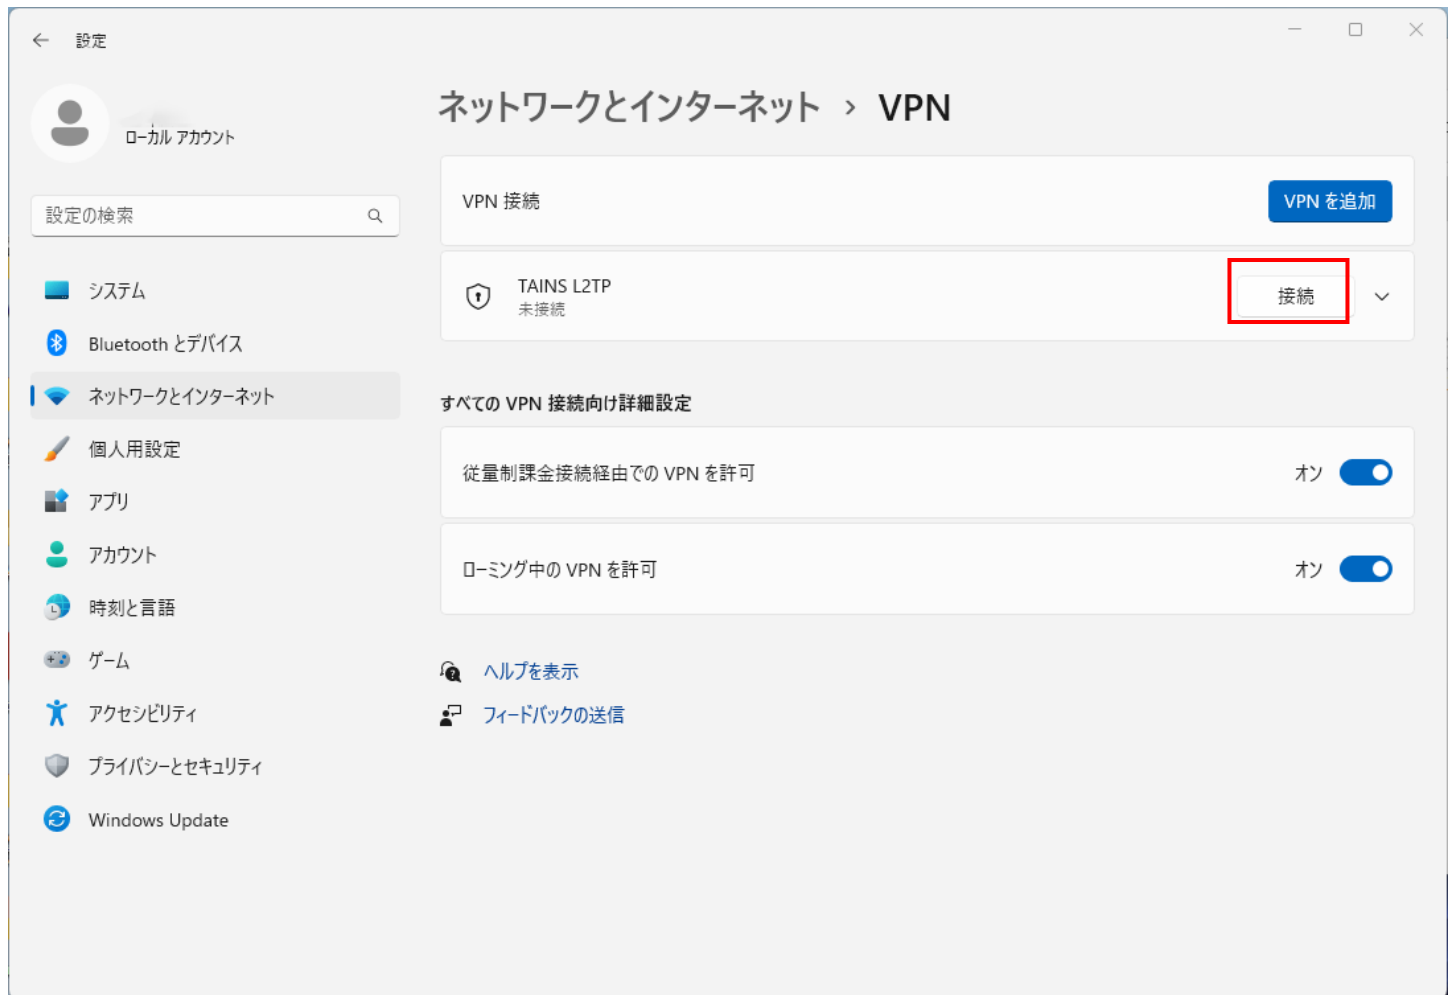 設定
ローカル アカウント
設定の検索
システム
Bluetooth とデバイス
ネットワークとインターネット
個人用設定
アプリ
アカウント
時刻と言語
ゲーム
アクセシビリティ
プライバシーとセキュリティ
Windows Update
ネットワークとインターネット › VPN
VPN 接続
VPN を追加
TAINS L2TP
未接続
接続
すべての VPN 接続向け詳細設定
従量制課金接続経由での VPN を許可
オン
ローミング中の VPN を許可
オン
ヘルプを表示
フィードバックの送信